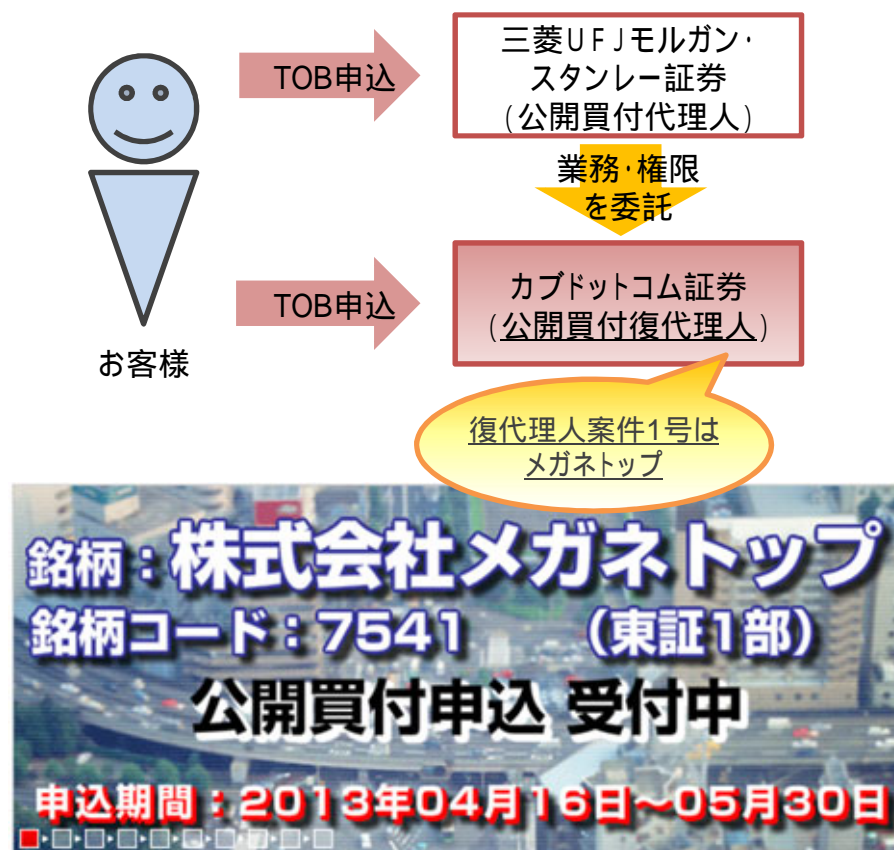 TOB申込
三菱UFJモルガン・
スタンレー証券
(公開買付代理人)
業務・権限
を委託
TOB申込
カブドットコム証券
(公開買付復代理人)
お客様
復代理人案件1号は
メガネトップ
銘柄：株式会社メガネトップ
銘柄コード：7541　（東証1部）
公開買付申込 受付中
申込期間：2013年04月16日～05月30日